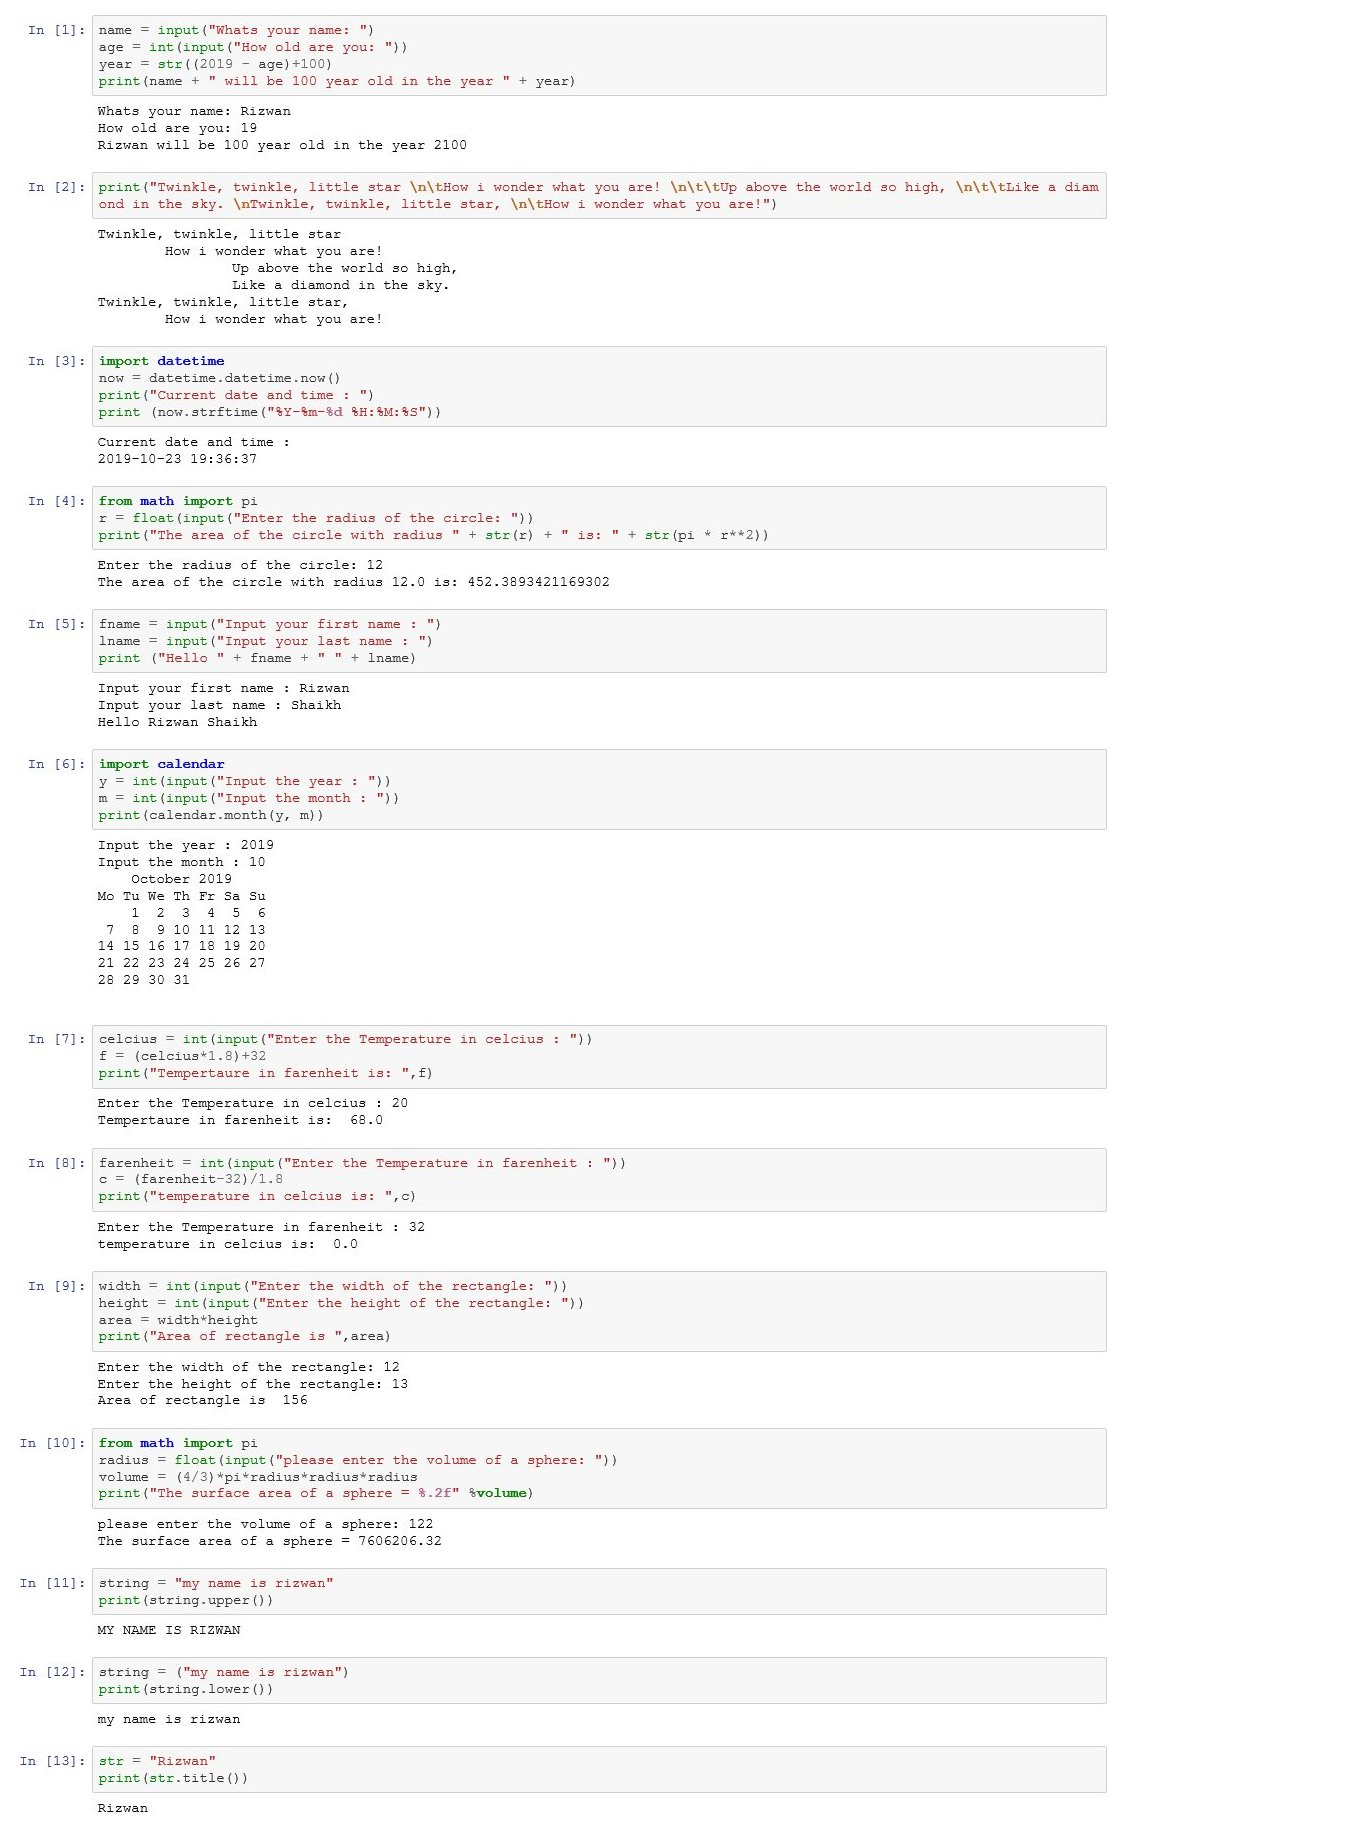 In [1]: name = input("Whats your name: ")
age = int(input("How old are you: "))
year = str((2019 - age)+100)
print(name + " will be 100 year old in the year " + year)
Whats your name: Rizwan
How old are you: 19
Rizwan will be 100 year old in the year 2100
In [2]: print("Twinkle, twinkle, little star \n\tHow i wonder what you are! \n\t\tUp above the world so high, \n\t\tLike a diam
ond in the sky. \nTwinkle, twinkle, little star, \n\tHow i wonder what you are!")
Twinkle, twinkle, little star
How i wonder what you are!
Up above the world so high,
Like a diamond in the sky.
Twinkle, twinkle, little star,
How i wonder what you are!
In [3]: import datetime
now = datetime.datetime.now()
print("Current date and time : ")
print (now.strftime("%Y-%m-%d %H:%M:%S"))
Current date and time :
2019-10-23 19:36:37
In [4]: from math import pi
r = float(input("Enter the radius of the circle: "))
print("The area of the circle with radius " + str(r) + " is: " + str(pi * r**2))
Enter the radius of the circle: 12
The area of the circle with radius 12.0 is: 452.3893421169302
In [5]: fname = input("Input your first name : ")
lname = input("Input your last name : ")
print ("Hello " + fname + " " + lname)
Input your first name : Rizwan
Input your last name : Shaikh
Hello Rizwan Shaikh
In [6]: import calendar
y = int(input("Input the year : "))
m = int(input("Input the month : "))
print(calendar.month(y, m))
Input the year : 2019
Input the month : 10
October 2019
Mo Tu We Th Fr Sa Su
1 2 3 4 5 6
7 8 9 10 11 12 13
14 15 16 17 18 19 20
21 22 23 24 25 26 27
28 29 30 31
In [7]: celcius = int(input("Enter the Temperature in celcius : "))
f = (celcius*1.8)+32
print("Tempertaure in farenheit is: ",f)
Enter the Temperature in celcius : 20
Tempertaure in farenheit is:  68.0
In [8]: farenheit = int(input("Enter the Temperature in farenheit : "))
c = (farenheit-32)/1.8
print("temperature in celcius is: ",c)
Enter the Temperature in farenheit : 32
temperature in celcius is:  0.0
In [9]: width = int(input("Enter the width of the rectangle: "))
height = int(input("Enter the height of the rectangle: "))
area = width*height
print("Area of rectangle is ",area)
Enter the width of the rectangle: 12
Enter the height of the rectangle: 13
Area of rectangle is  156
In [10]: from math import pi
radius = float(input("please enter the volume of a sphere: "))
volume = (4/3)*pi*radius*radius*radius
print("The surface area of a sphere = %.2f" %volume)
please enter the volume of a sphere: 122
The surface area of a sphere = 7606206.32
In [11]: string = "my name is rizwan"
print(string.upper())
MY NAME IS RIZWAN
In [12]: string = ("my name is rizwan")
print(string.lower())
my name is rizwan
In [13]: str = "Rizwan"
print(str.title())
Rizwan